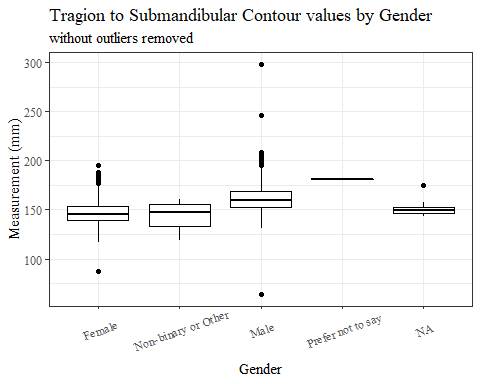 Tragion to Submandibular Contour values by Gender
without outliers removed
Measurement (mm)
300
250
200
150
100
Female
Non-binary or Other
Male
Prefer not to say
NA
Gender